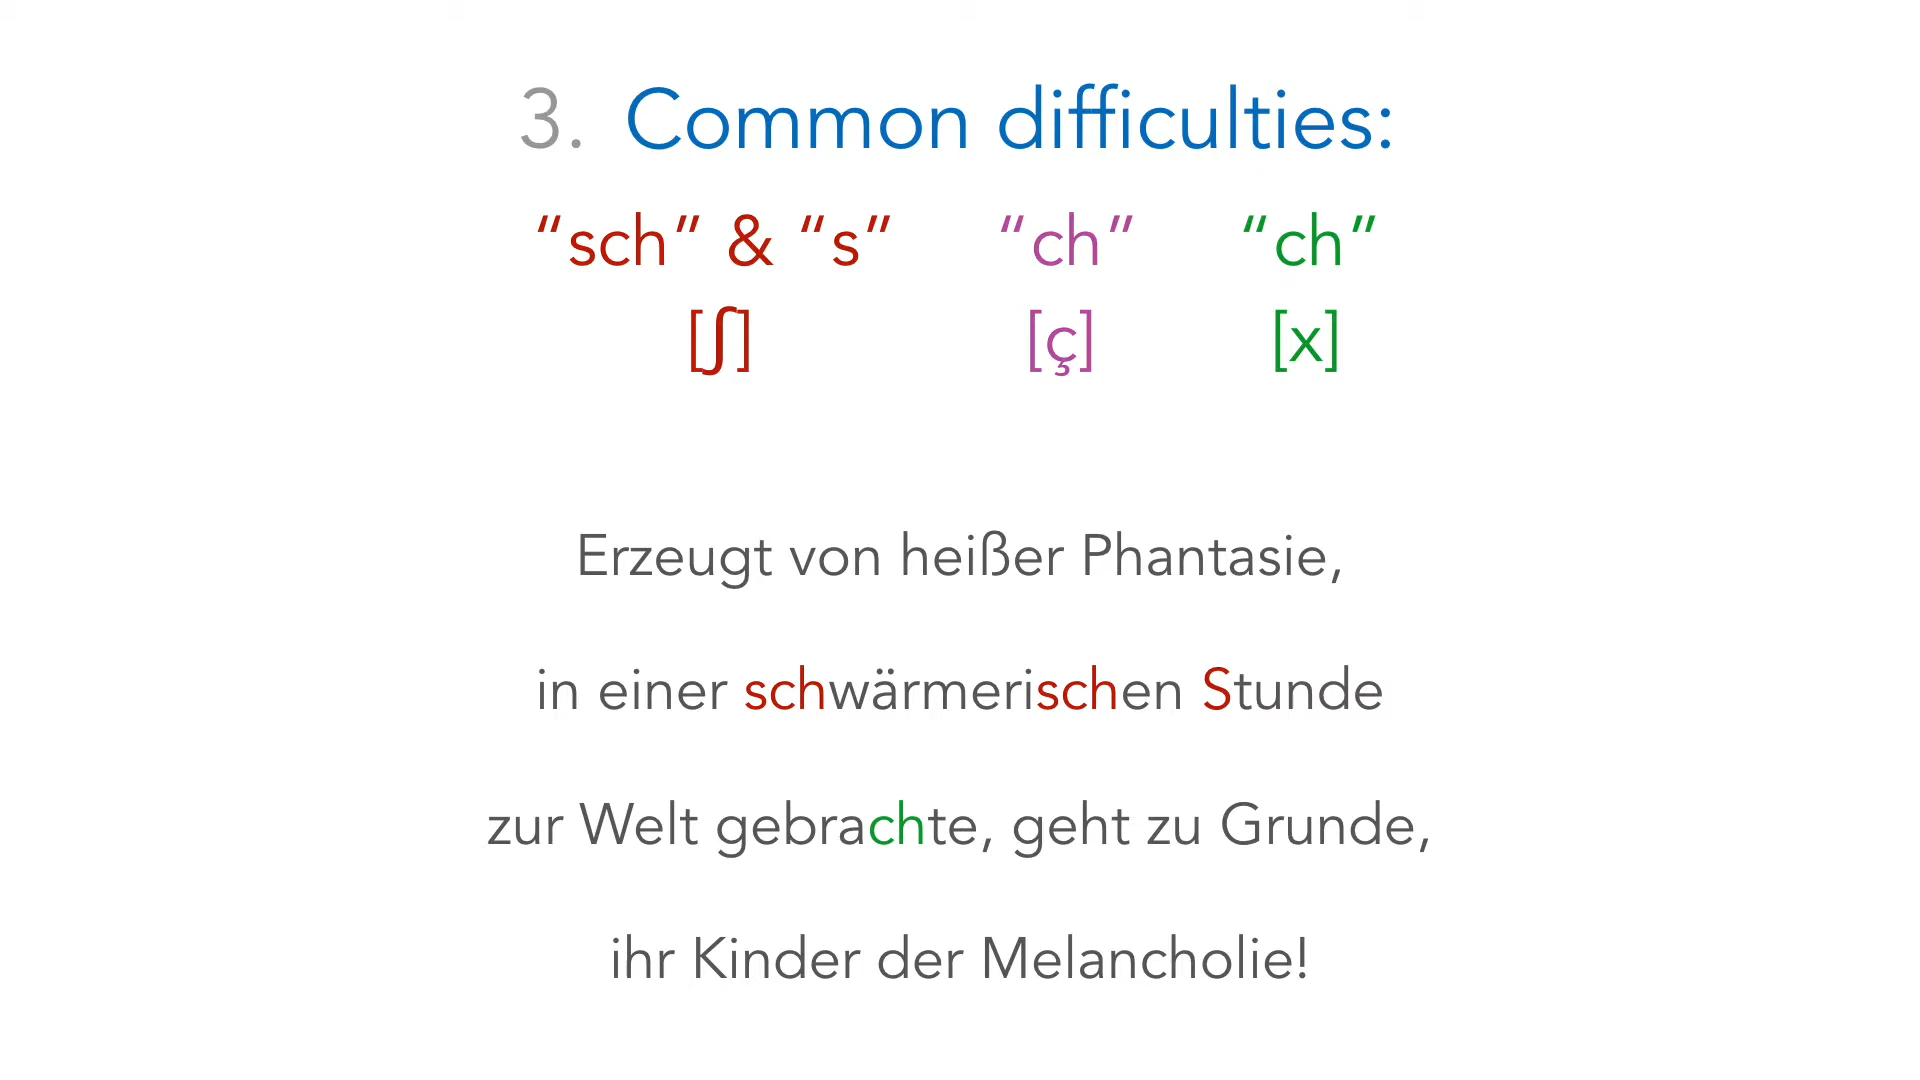 3. Common difficulties:
“sch” & “s” “ch” “ch”
[ʃ] [ç] [x]
Erzeugt von heißer Phantasie,
in einer schwärmerischen Stunde
zur Welt gebrachte, geht zu Grunde,
ihr Kinder der Melancholie!